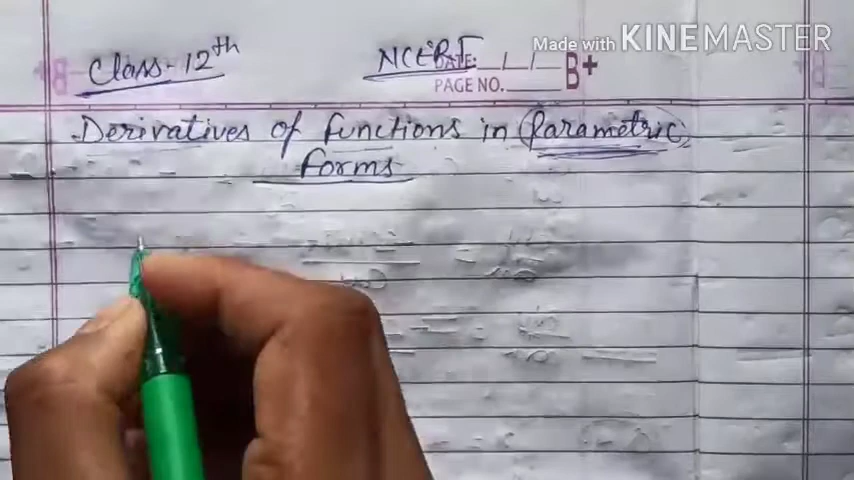 Made with KINEMASTER
Class-12th NCERT
DATE: / / B+
PAGE NO.
Derivatives of functions in Parametric
forms